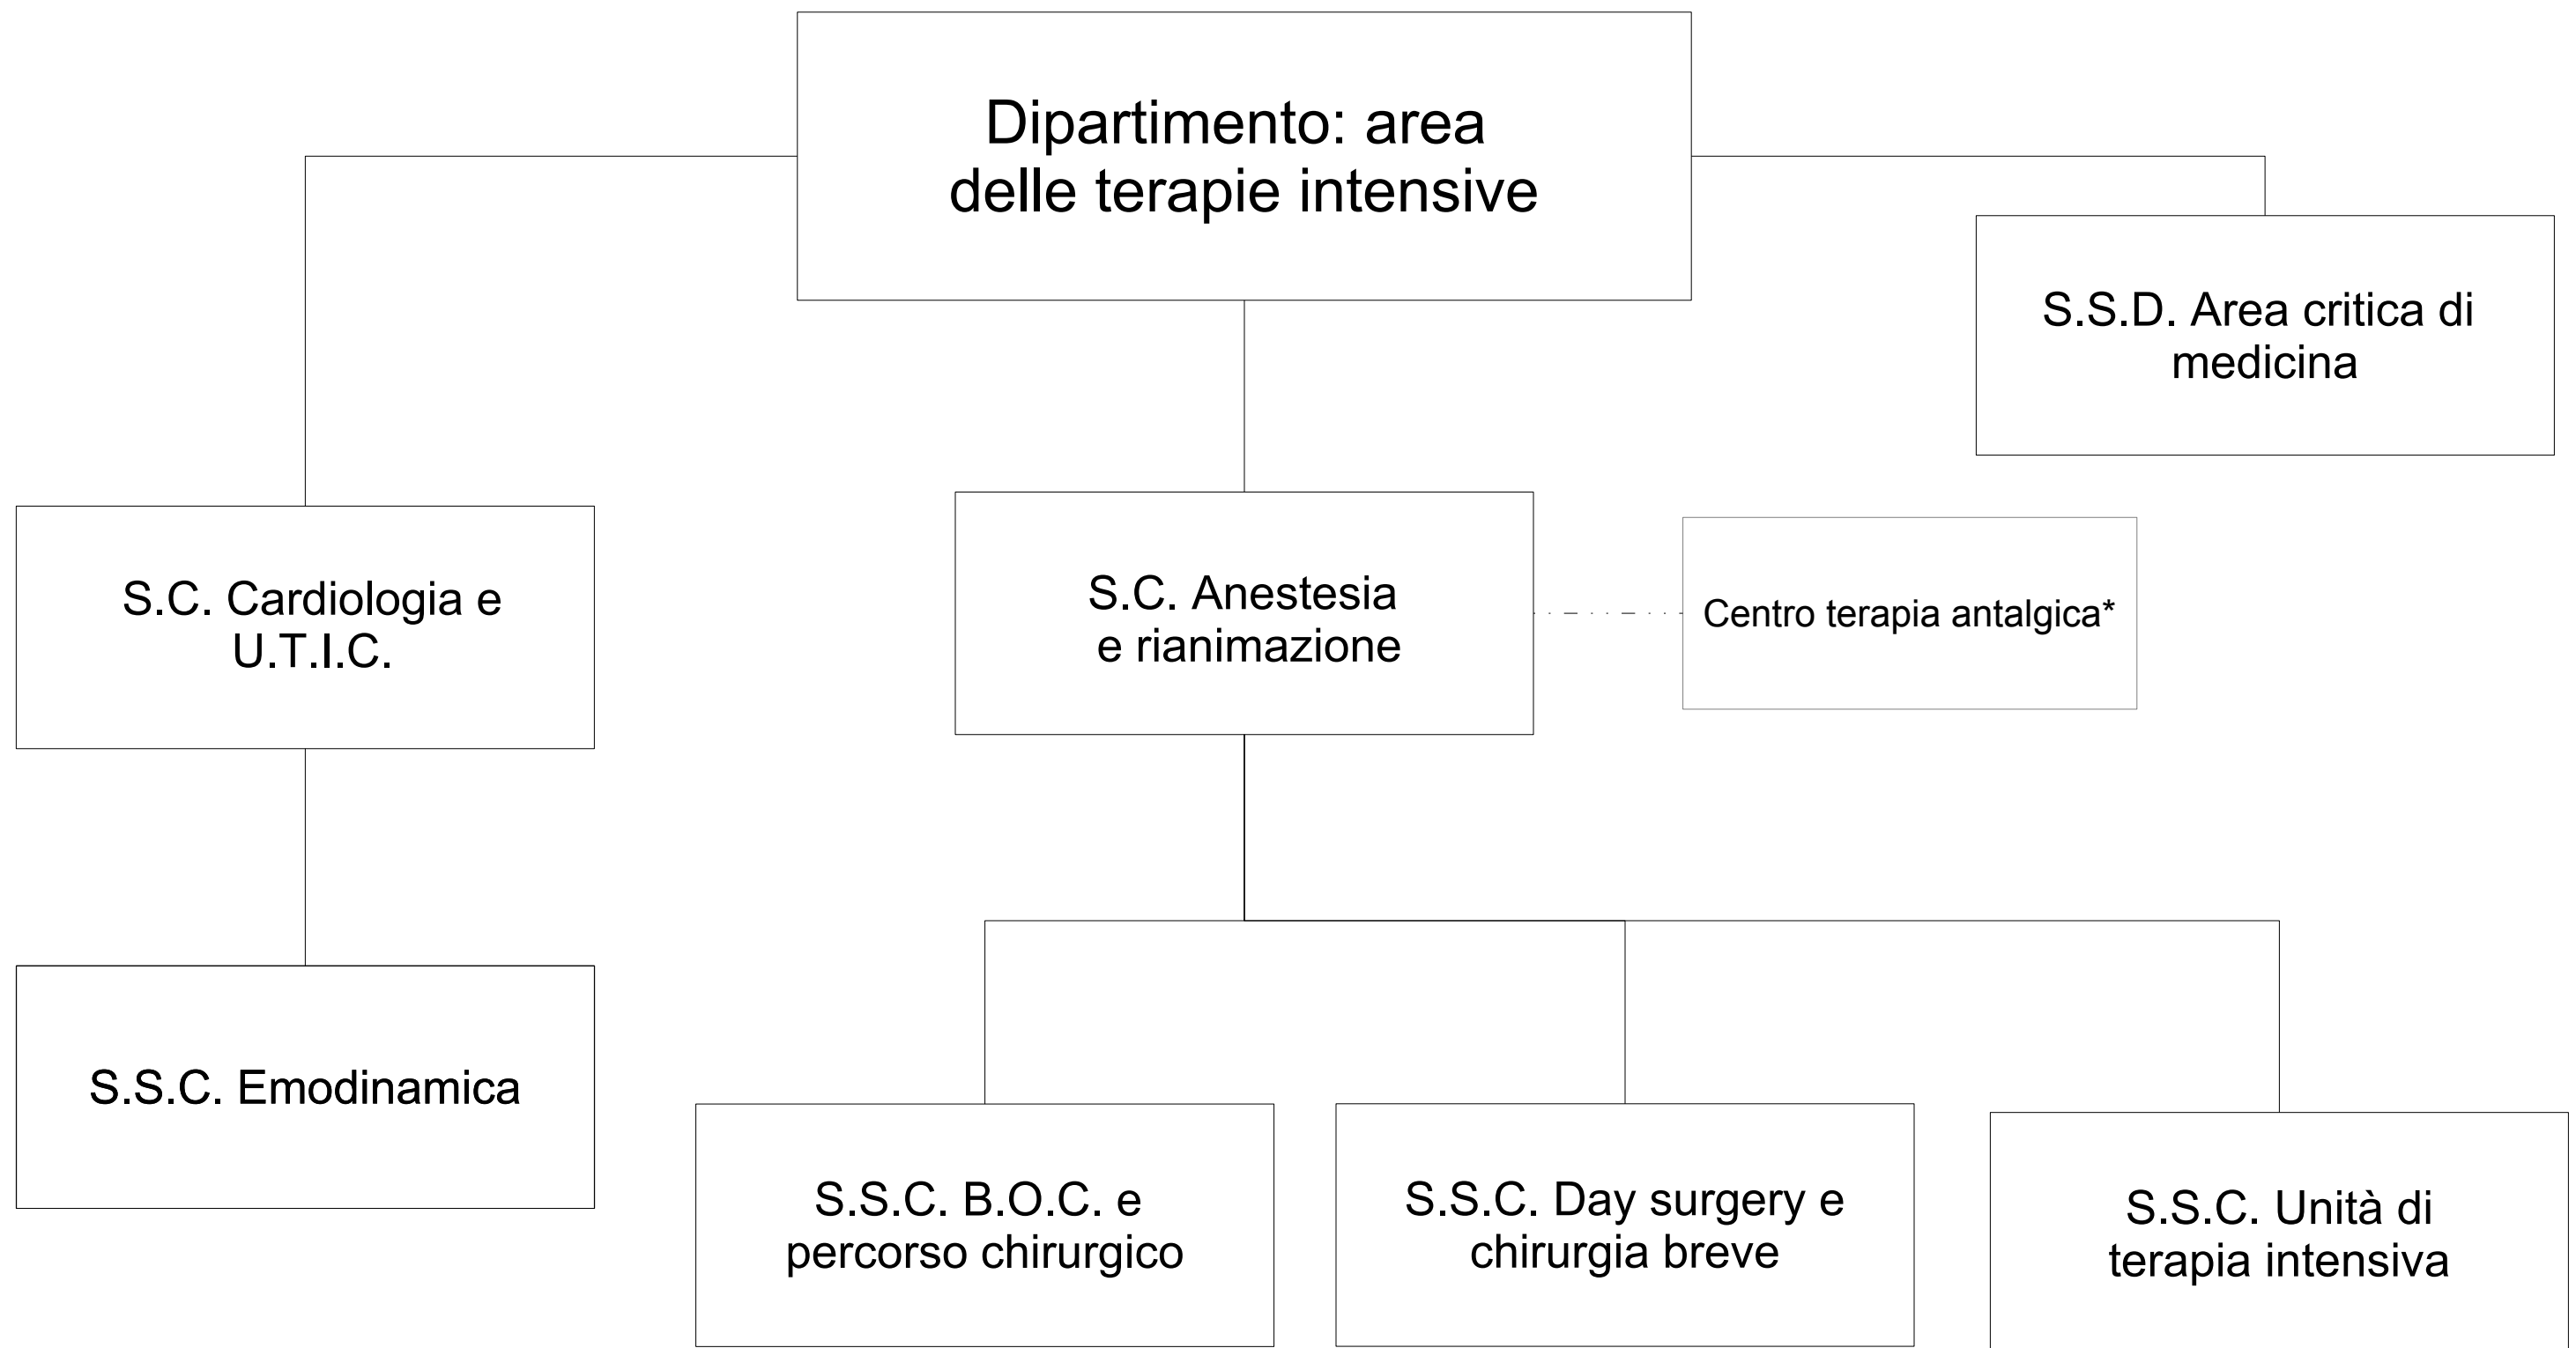 Dipartimento: area
delle terapie intensive
S.S.D. Area critica di
medicina
S.C. Cardiologia e
U.T.I.C.
S.C. Anestesia
e rianimazione
Centro terapia antalgica*
S.S.C. Emodinamica
S.S.C. B.O.C. e
percorso chirurgico
S.S.C. Day surgery e
chirurgia breve
S.S.C. Unità di
terapia intensiva